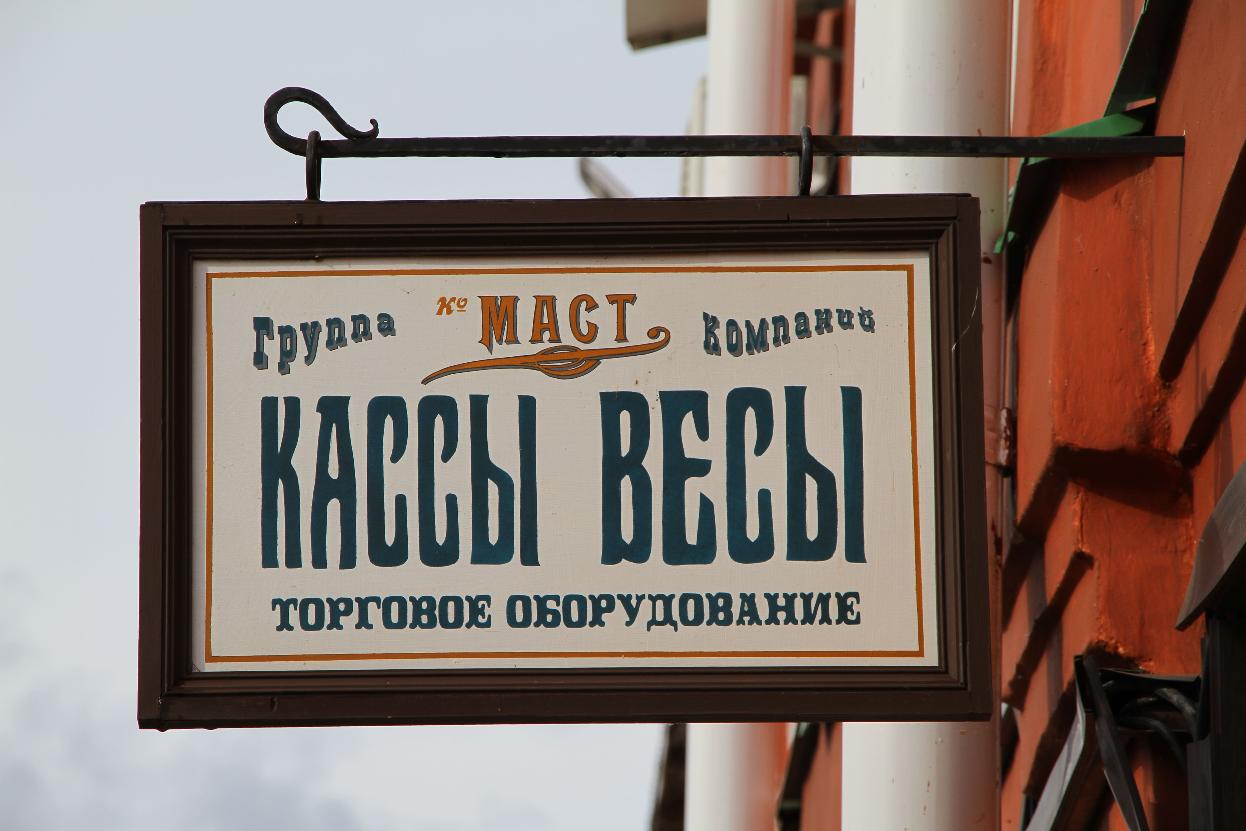 Группа Ко МАСТ Компаний
КАССЫ ВЕСЫ
ТОРГОВОЕ ОБОРУДОВАНИЕ